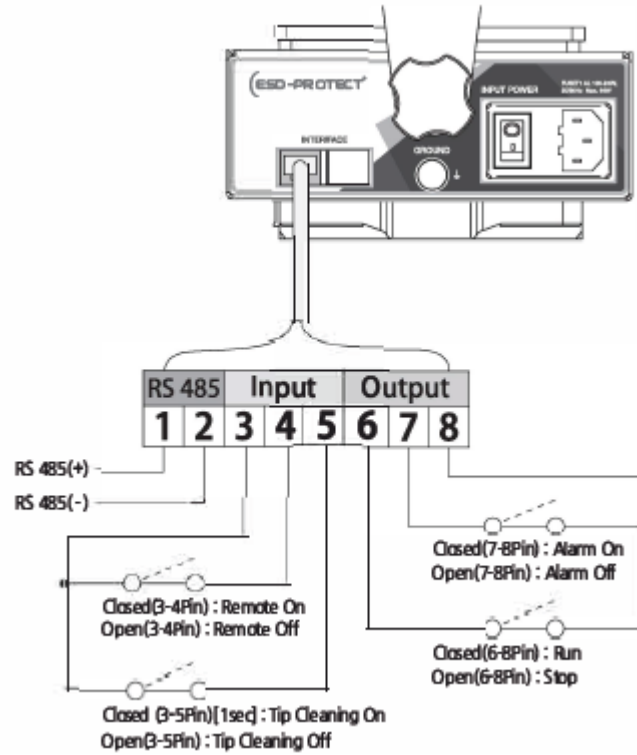 ESD-PROTECT
INPUT POWER
INTERFACE
GROUND
RS 485 Input Output
1 2 3 4 5 6 7 8
RS 485(+)
RS 485(-)
Closed(7-8Pin) : Alarm On
Open(7-8Pin) : Alarm Off
Closed(3-4Pin) : Remote On
Open(3-4Pin) : Remote Off
Closed(6-8Pin) : Run
Open(6-8Pin) : Stop
Closed (3-5Pin)[1sec] : Tip Cleaning On
Open(3-5Pin) : Tip Cleaning Off